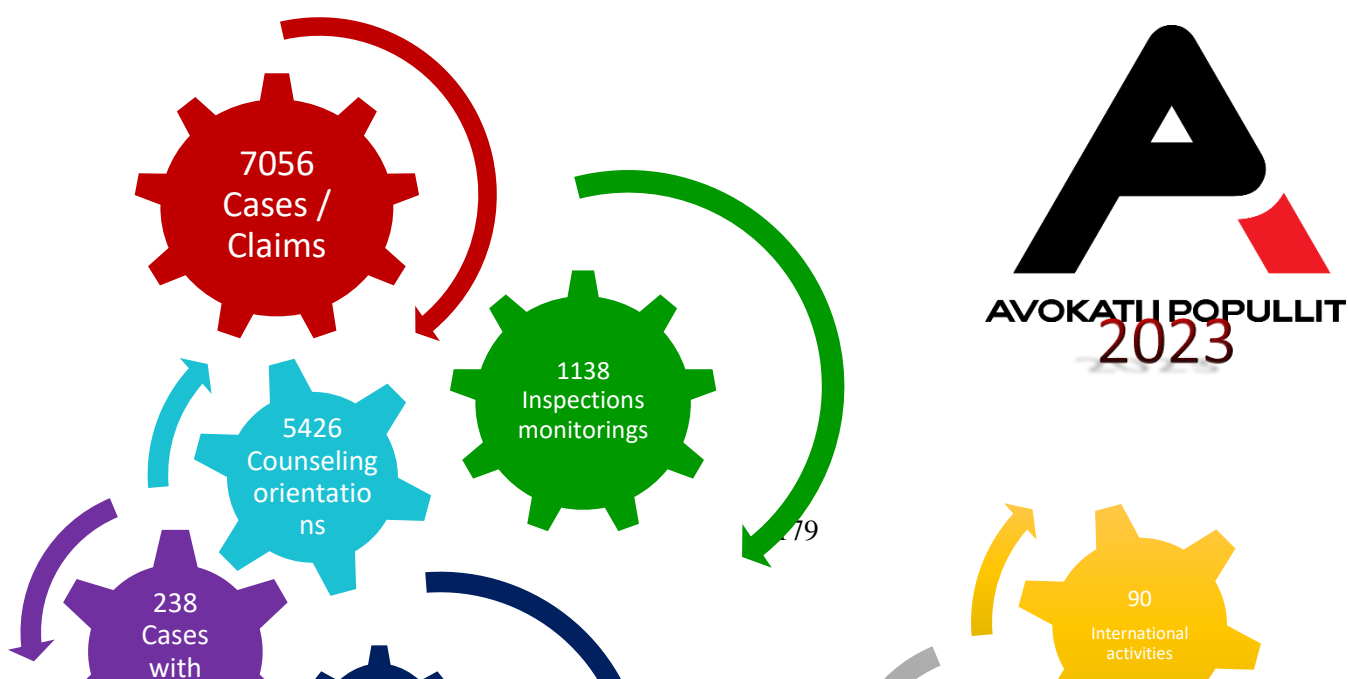 7056
Cases /
Claims
AVOKATI I POPULLIT
2023
1138
Inspections
monitorings
5426
Counseling
orientatio
ns
79
238
Cases
with
90
International
activities